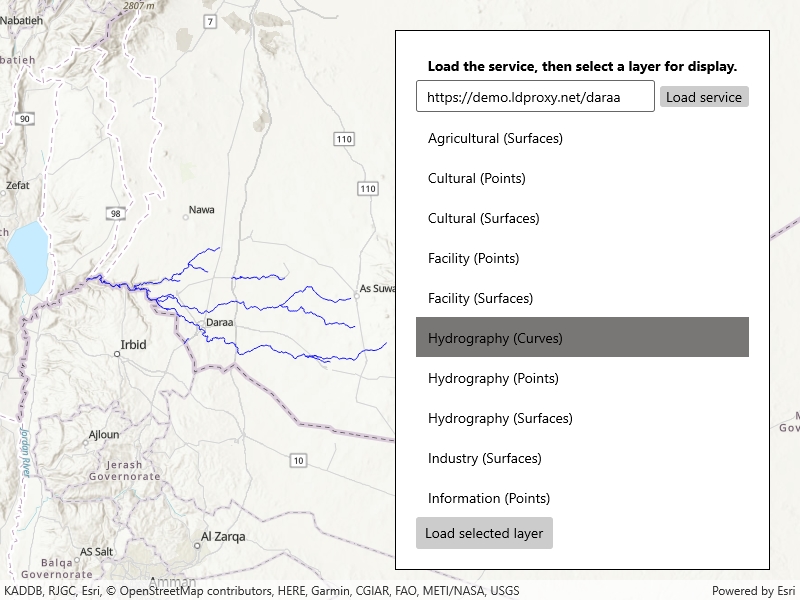 Nabatieh
2807 m
7
90
110
110
Zefat
98
Nawa
As Suwa
Daraa
Irbid
Ajloun
Jerash
Governorate
10
Jordan River
Al Zarqa
AS Salt
Balqa
Governorate
Amman
Gov
Load the service, then select a layer for display.
https://demo.ldproxy.net/daraa
Load service
Agricultural (Surfaces)
Cultural (Points)
Cultural (Surfaces)
Facility (Points)
Facility (Surfaces)
Hydrography (Curves)
Hydrography (Points)
Hydrography (Surfaces)
Industry (Surfaces)
Information (Points)
Load selected layer
KADDB, RJGC, Esri, © OpenStreetMap contributors, HERE, Garmin, CGIAR, FAO, METI/NASA, USGS
Powered by Esri